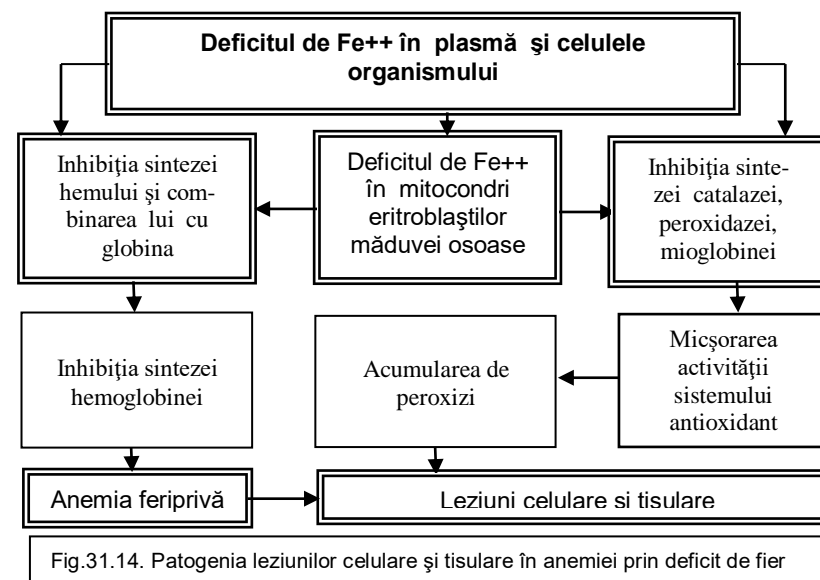 Deficitul de Fe++ în plasmă şi celulele
organismului
Inhibiţia sintezei
hemului şi com-
binarea lui cu
globina
Deficitul de Fe++
în mitocondri
eritroblaştilor
măduvei osoase
Inhibiţia sinte-
zei catalazei,
peroxidazei,
mioglobinei
Inhibiţia sintezei
hemoglobinei
Acumularea de
peroxizi
Micşorarea
activităţii
sistemului
antioxidant
Anemia feriprivă
Leziuni celulare si tisulare
Fig.31.14. Patogenia leziunilor celulare şi tisulare în anemiei prin deficit de fier